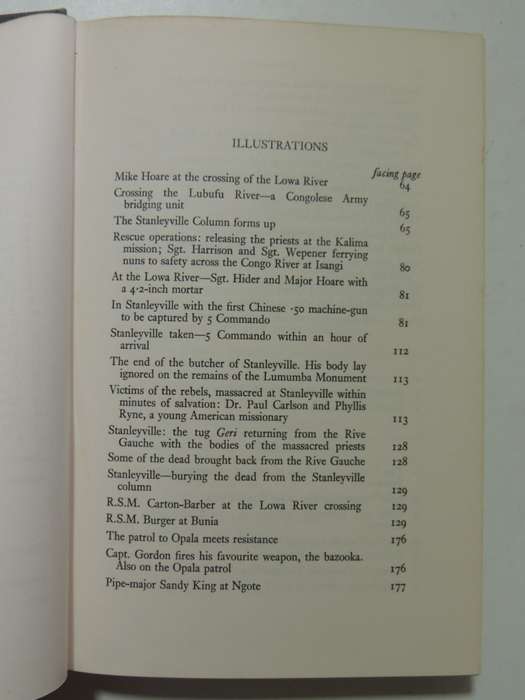 ILLUSTRATIONS
facing page
Mike Hoare at the crossing of the Lowa River 64
Crossing the Lubufu River—a Congolese Army
bridging unit 65
The Stanleyville Column forms up 65
Rescue operations: releasing the priests at the Kalima
mission; Sgt. Harrison and Sgt. Wepener ferrying
nuns to safety across the Congo River at Isangi 80
At the Lowa River—Sgt. Hider and Major Hoare with
a 4·2-inch mortar 81
In Stanleyville with the first Chinese ·50 machine-gun
to be captured by 5 Commando 81
Stanleyville taken—5 Commando within an hour of
arrival 112
The end of the butcher of Stanleyville. His body lay
ignored on the remains of the Lumumba Monument 113
Victims of the rebels, massacred at Stanleyville within
minutes of salvation: Dr. Paul Carlson and Phyllis
Ryne, a young American missionary 113
Stanleyville: the tug Geri returning from the Rive
Gauche with the bodies of the massacred priests 128
Some of the dead brought back from the Rive Gauche 128
Stanleyville—burying the dead from the Stanleyville
column 129
R.S.M. Carton-Barber at the Lowa River crossing 129
R.S.M. Burger at Bunia 129
The patrol to Opala meets resistance 176
Capt. Gordon fires his favourite weapon, the bazooka.
Also on the Opala patrol 176
Pipe-major Sandy King at Ngote 177